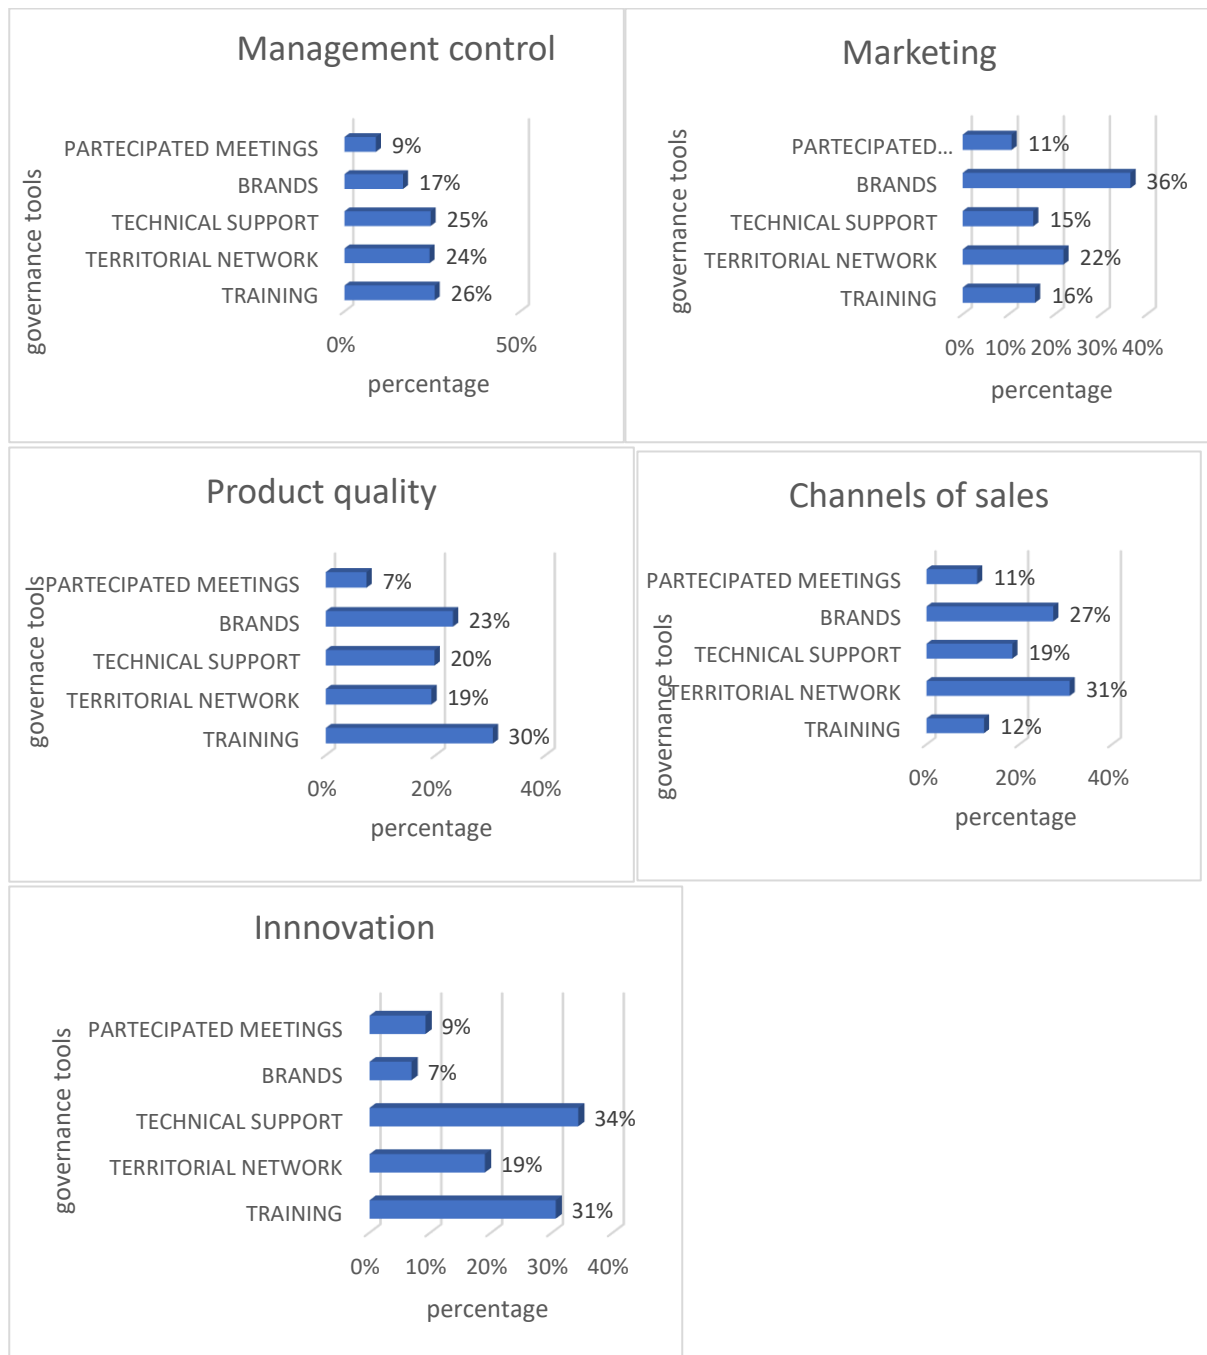 Management control
governance tools
PARTECIPATED MEETINGS
9%
BRANDS
17%
TECHNICAL SUPPORT
25%
TERRITORIAL NETWORK
24%
TRAINING
26%
0%
50%
percentage
Marketing
governance tools
PARTECIPATED...
11%
BRANDS
36%
TECHNICAL SUPPORT
15%
TERRITORIAL NETWORK
22%
TRAINING
16%
0% 10% 20% 30% 40%
percentage
Product quality
governace tools
PARTECIPATED MEETINGS
7%
BRANDS
23%
TECHNICAL SUPPORT
20%
TERRITORIAL NETWORK
19%
TRAINING
30%
0% 20% 40%
percentage
Channels of sales
governance tools
PARTECIPATED MEETINGS
11%
BRANDS
27%
TECHNICAL SUPPORT
19%
TERRITORIAL NETWORK
31%
TRAINING
12%
0% 20% 40%
percentage
Innnovation
governance tools
PARTECIPATED MEETINGS
9%
BRANDS
7%
TECHNICAL SUPPORT
34%
TERRITORIAL NETWORK
19%
TRAINING
31%
0% 10% 20% 30% 40%
percentage